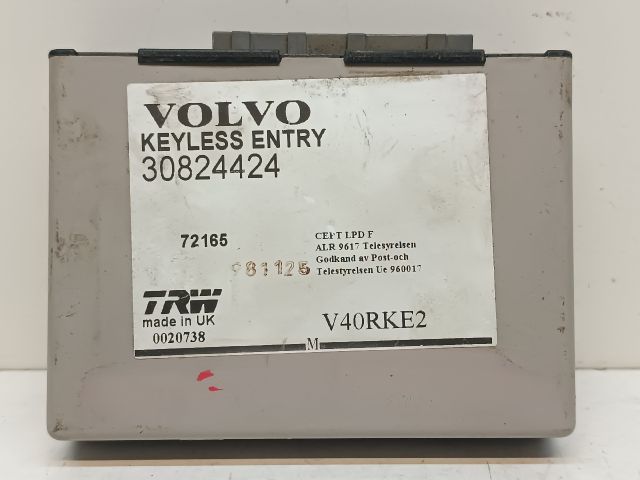 VOLVO
KEYLESS ENTRY
30824424
72165
981125
CEPT LPD F
ALR 9617 Telesyrelsen
Godkand av Post-och
Telestyrelsen Ue 960017
TRW
made in UK
0020738
V40RKE2
M